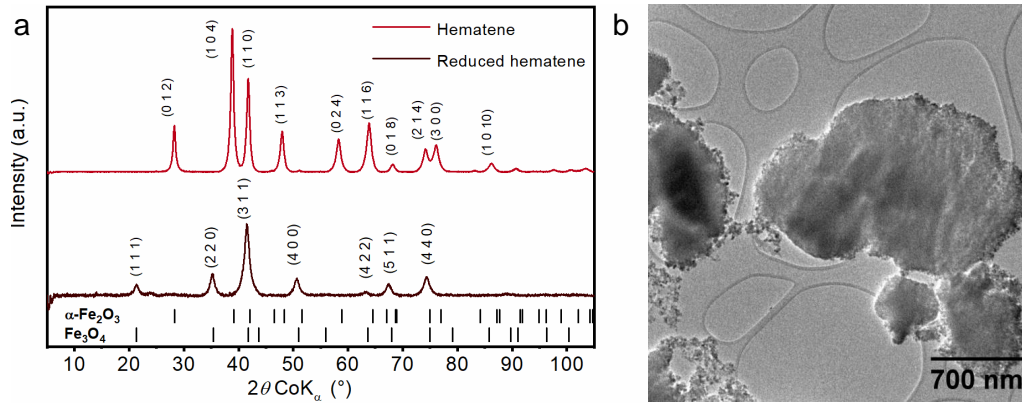 a
b
Hematene
Reduced hematene
(0 1 2)
(1 0 4)
(1 1 0)
(1 1 3)
(0 2 4)
(1 1 6)
(0 1 8)
(2 1 4)
(3 0 0)
(1 0 10)
Intensity (a.u.)
(1 1 1)
(2 2 0)
(3 1 1)
(4 0 0)
(4 2 2)
(5 1 1)
(4 4 0)
α-Fe₂O₃
Fe₃O₄
10 20 30 40 50 60 70 80 90 100
2θ CoKα (°)
700 nm